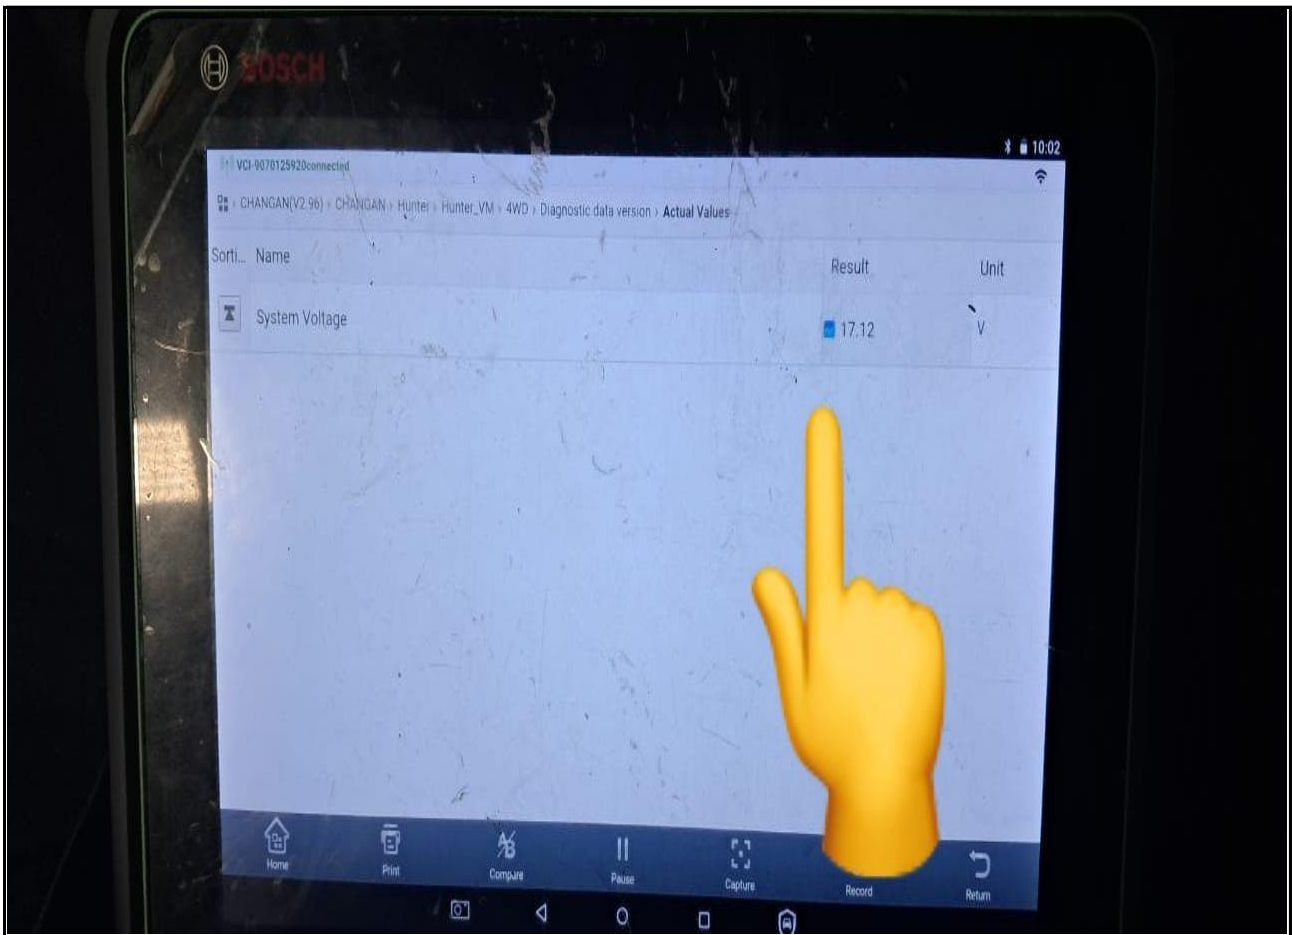 BOSCH
10:02
VCI-9070125920connected
CHANGAN(V2.96) › CHANGAN › Hunter › Hunter_VM › 4WD › Diagnostic data version › Actual Values
Sorti... Name Result Unit
System Voltage 17.12 V
Home Print Compare Pause Capture Record Return